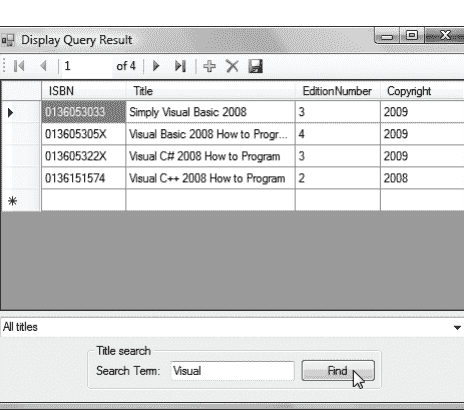 Display Query Result
1 of 4
ISBN Title EditionNumber Copyright
0136053033 Simply Visual Basic 2008 3 2009
013605305X Visual Basic 2008 How to Progr... 4 2009
013605322X Visual C# 2008 How to Program 3 2009
0136151574 Visual C++ 2008 How to Program 2 2008
All titles
Title search
Search Term: Visual Find